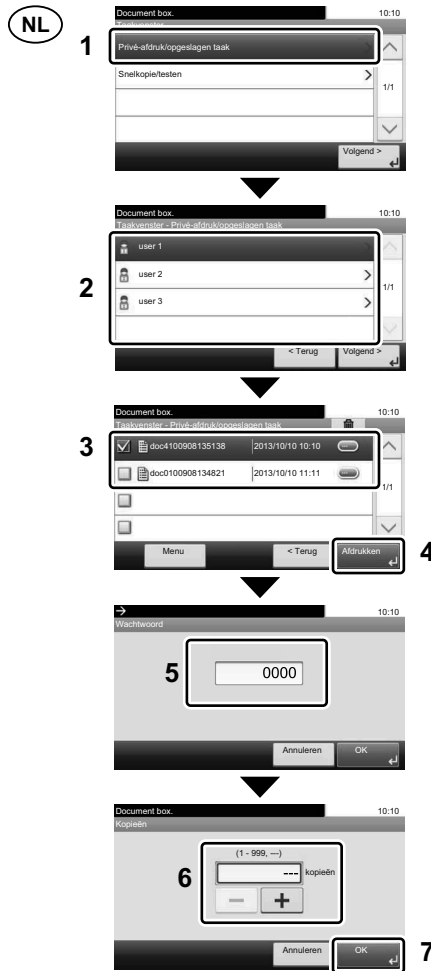 NL
Document box. 10:10
Taakvenster
1
Privé-afdruk/opgeslagen taak
Snelkopie/testen
1/1
Volgend >
Document box. 10:10
Taakvenster - Privé-afdruk/opgeslagen taak
2
user 1
user 2
user 3
1/1
< Terug Volgend >
Document box. 10:10
Taakvenster - Privé-afdruk/opgeslagen taak
3
doc4100908135138 2013/10/10 10:10
doc0100908134821 2013/10/10 11:11
1/1
Menu < Terug Afdrukken
4
10:10
Wachtwoord
5
0000
Annuleren OK
Document box. 10:10
Kopieën
6
(1 - 999, ---)
--- kopieën
− +
Annuleren OK
7